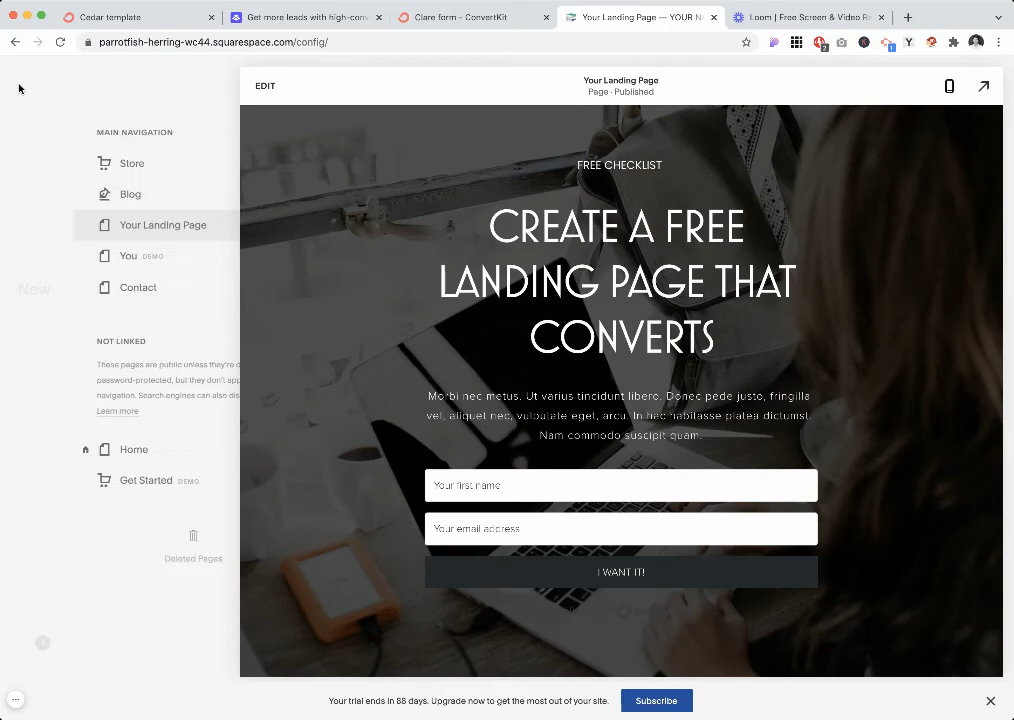 Cedar template
Get more leads with high-conv
Clare form - ConvertKit
Your Landing Page — YOUR NA
Loom | Free Screen & Video Re
parrotfish-herring-wc44.squarespace.com/config/
2
1
Y
EDIT
Your Landing Page
Page · Published
MAIN NAVIGATION
Store
Blog
Your Landing Page
You DEMO
Contact
New
NOT LINKED
These pages are public unless they're d
password-protected, but they don't app
navigation. Search engines can also dis
Learn more
Home
Get Started DEMO
Deleted Pages
FREE CHECKLIST
CREATE A FREE
LANDING PAGE THAT
CONVERTS
Morbi nec metus. Ut varius tincidunt libero. Donec pede justo, fringilla
vel, aliquet nec, vulputate eget, arcu. In hac habitasse platea dictumst.
Nam commodo suscipit quam.
Your first name
Your email address
I WANT IT!
Your trial ends in 88 days. Upgrade now to get the most out of your site.
Subscribe